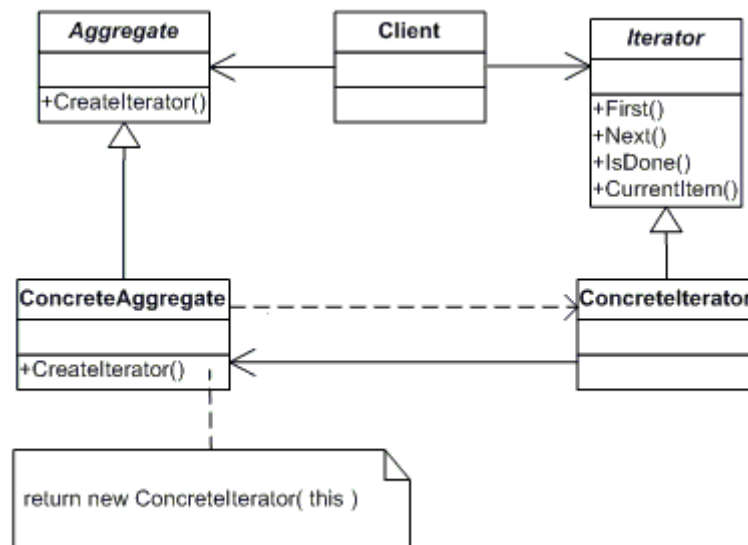 Aggregate
+CreateIterator()
Client
Iterator
+First()
+Next()
+IsDone()
+CurrentItem()
ConcreteAggregate
+CreateIterator()
ConcreteIterator
return new ConcreteIterator( this )